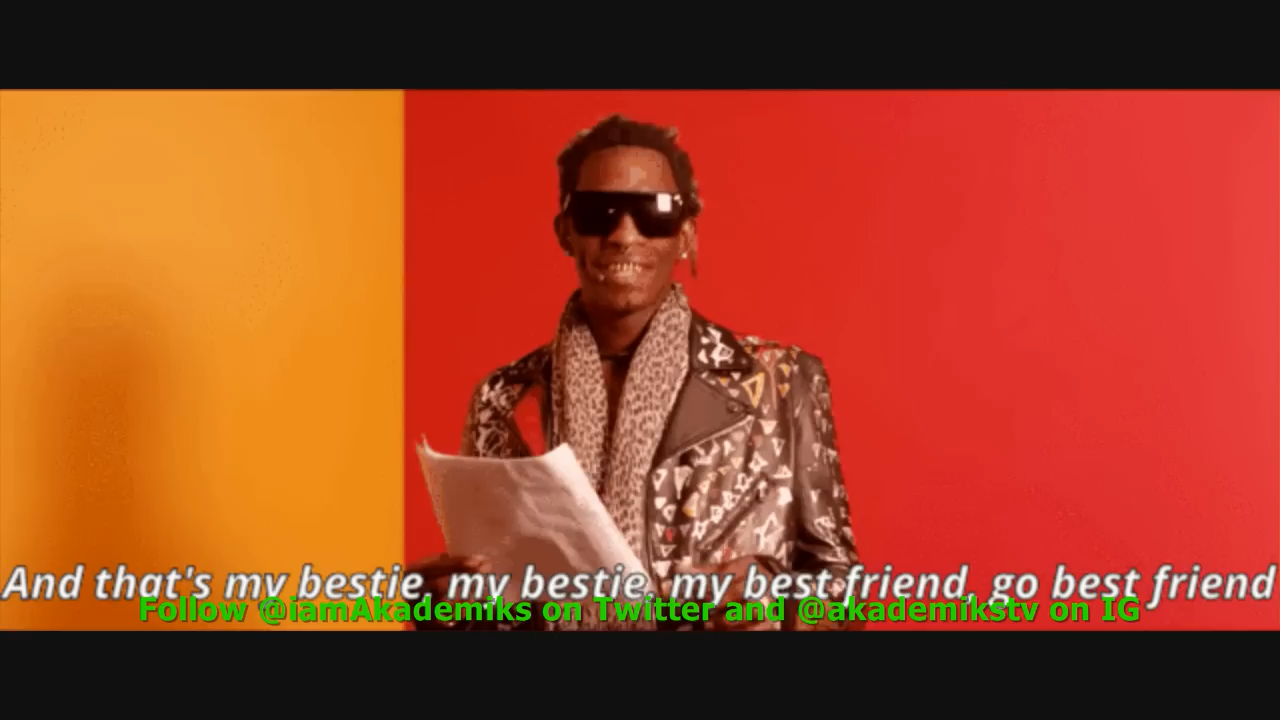 And that's my bestie, my bestie, my best friend, go best friend
Follow @iamAkademiks on Twitter and @akademikstv on IG